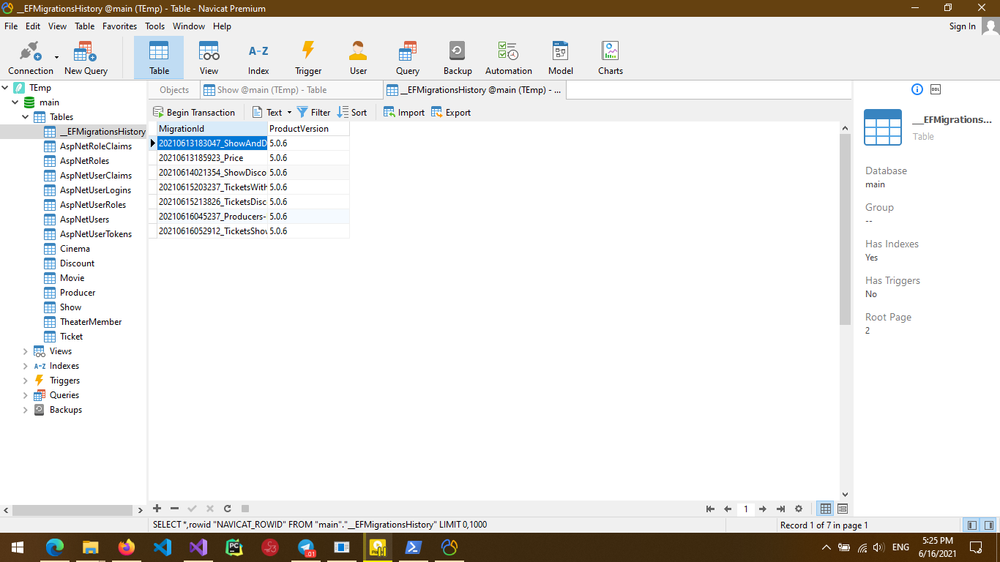 __EFMigrationsHistory @main (TEmp) - Table - Navicat Premium
File Edit View Table Favorites Tools Window Help
Sign In
Connection New Query Table View Index Trigger User Query Backup Automation Model Charts
A-Z
TEmp
main
Tables
__EFMigrationsHistory
AspNetRoleClaims
AspNetRoles
AspNetUserClaims
AspNetUserLogins
AspNetUserRoles
AspNetUsers
AspNetUserTokens
Cinema
Discount
Movie
Producer
Show
TheaterMember
Ticket
Views
A-Z Indexes
Triggers
Queries
Backups
Objects Show @main (TEmp) - Table __EFMigrationsHistory @main (TEmp) - ...
Begin Transaction Text Filter Sort Import Export
MigrationId ProductVersion
20210613183047_ShowAndD 5.0.6
20210613185923_Price 5.0.6
20210614021354_ShowDisco 5.0.6
20210615203237_TicketsWith 5.0.6
20210615213826_TicketsDisc 5.0.6
20210616045237_Producers- 5.0.6
20210616052912_TicketsShow 5.0.6
DDL
__EFMigrations...
Table
Database
main
Group
--
Has Indexes
Yes
Has Triggers
No
Root Page
2
1
SELECT *,rowid "NAVICAT_ROWID" FROM "main"."__EFMigrationsHistory" LIMIT 0,1000
Record 1 of 7 in page 1
PC
.01
ENG
5:25 PM
6/16/2021